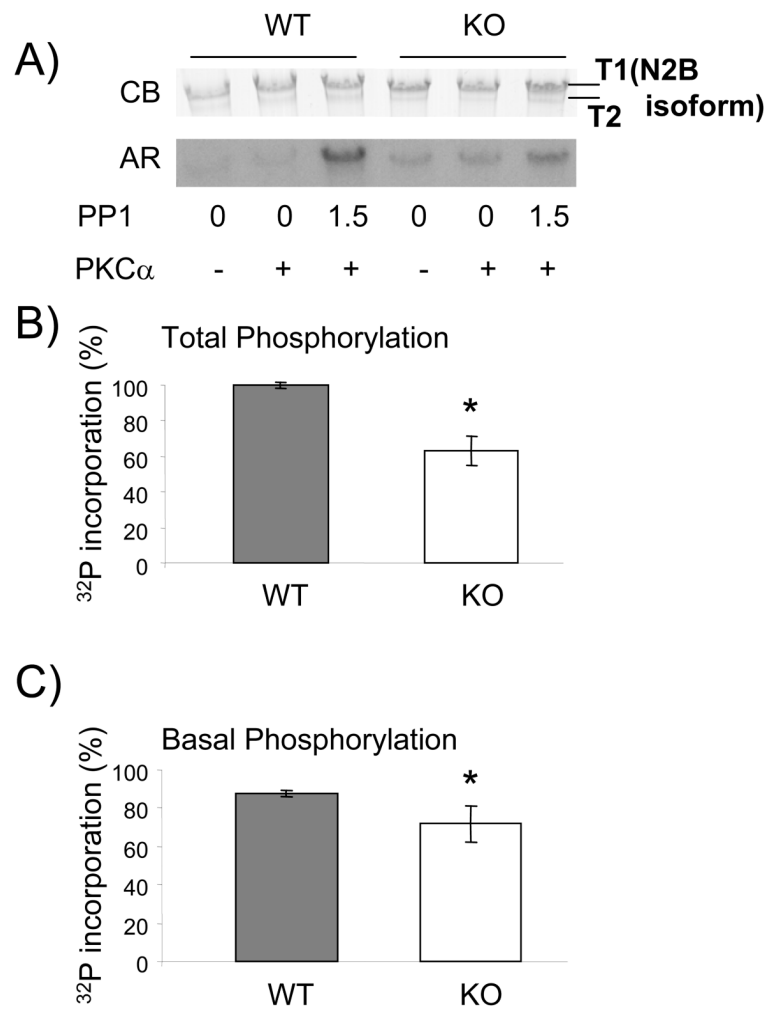 WT KO
A)
CB
T1(N2B
isoform)
T2
AR
PP1 0 0 1.5 0 0 1.5
PKCα - + + - + +
B)
Total Phosphorylation
³²P incorporation (%)
100
80
60
40
20
0
*
WT KO
C)
Basal Phosphorylation
³²P incorporation (%)
100
80
60
40
20
0
*
WT KO